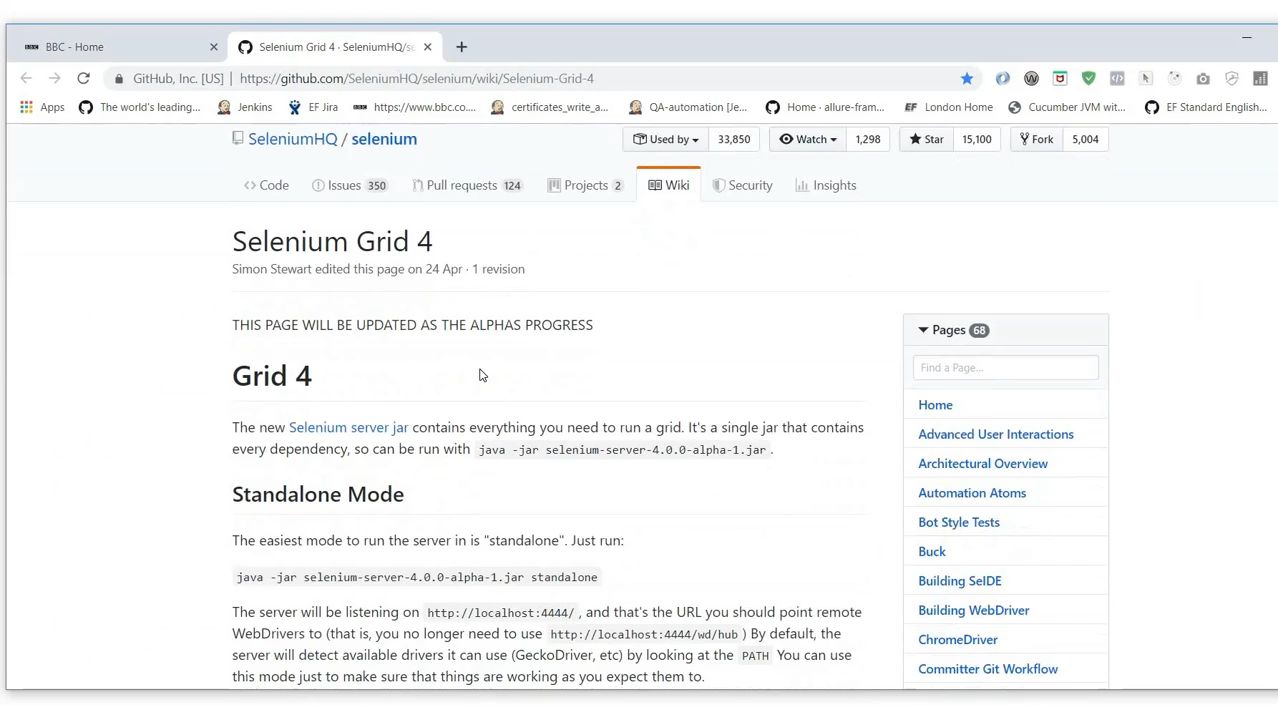 BBC - Home
Selenium Grid 4 · SeleniumHQ/se
GitHub, Inc. [US] | https://github.com/SeleniumHQ/selenium/wiki/Selenium-Grid-4
Apps The world's leading... Jenkins EF Jira https://www.bbc.co.... certificates_write_a... QA-automation [Je... Home · allure-fram... EF London Home Cucumber JVM wit... EF Standard English...
SeleniumHQ / selenium Used by 33,850 Watch 1,298 Star 15,100 Fork 5,004
Code Issues 350 Pull requests 124 Projects 2 Wiki Security Insights
Selenium Grid 4
Simon Stewart edited this page on 24 Apr · 1 revision
THIS PAGE WILL BE UPDATED AS THE ALPHAS PROGRESS
Grid 4
The new Selenium server jar contains everything you need to run a grid. It's a single jar that contains
every dependency, so can be run with java -jar selenium-server-4.0.0-alpha-1.jar.
Standalone Mode
The easiest mode to run the server in is "standalone". Just run:
java -jar selenium-server-4.0.0-alpha-1.jar standalone
The server will be listening on http://localhost:4444/, and that's the URL you should point remote
WebDrivers to (that is, you no longer need to use http://localhost:4444/wd/hub) By default, the
server will detect available drivers it can use (GeckoDriver, etc) by looking at the PATH You can use
this mode just to make sure that things are working as you expect them to.
Pages 68
Find a Page...
Home
Advanced User Interactions
Architectural Overview
Automation Atoms
Bot Style Tests
Buck
Building SeIDE
Building WebDriver
ChromeDriver
Committer Git Workflow